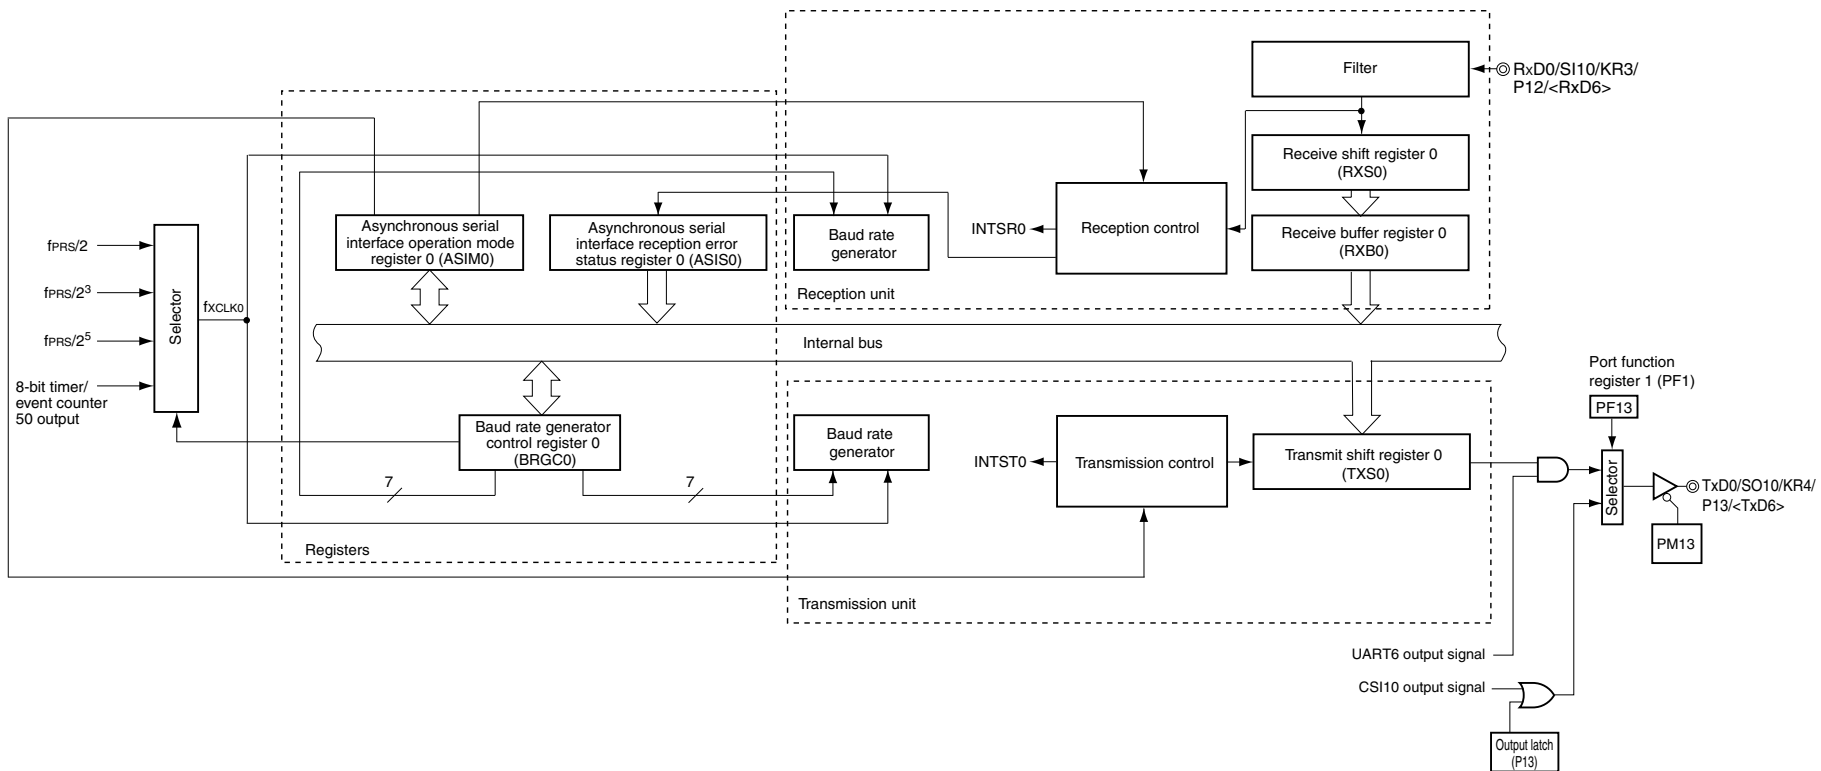 Filter
RxD0/SI10/KR3/
P12/<RxD6>
Receive shift register 0
(RXS0)
Asynchronous serial
interface operation mode
register 0 (ASIM0)
Asynchronous serial
interface reception error
status register 0 (ASIS0)
Baud rate
generator
INTSR0
Reception control
Receive buffer register 0
(RXB0)
Reception unit
fPRS/2
fPRS/2³
fPRS/2⁵
8-bit timer/
event counter
50 output
Selector
fXCLK0
Internal bus
Baud rate generator
control register 0
(BRGC0)
7
7
Baud rate
generator
INTST0
Transmission control
Transmit shift register 0
(TXS0)
Registers
Transmission unit
Port function
register 1 (PF1)
PF13
Selector
TxD0/SO10/KR4/
P13/<TxD6>
PM13
UART6 output signal
CSI10 output signal
Output latch
(P13)